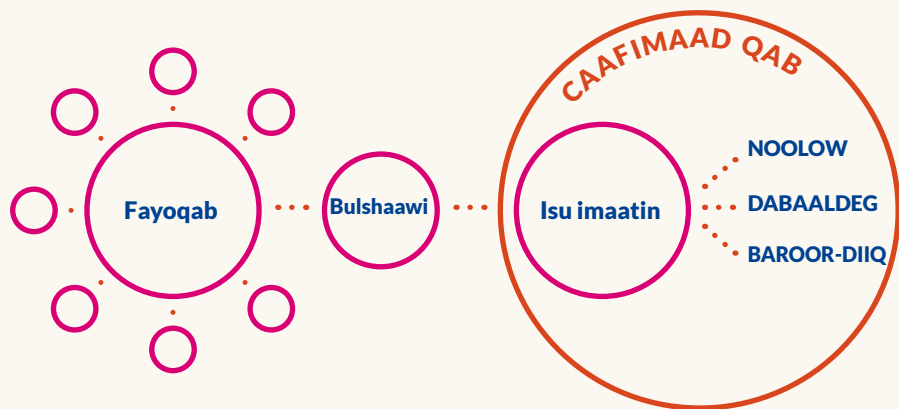 CAAFIMAAD QAB
Fayoqab
Bulshaawi
Isu imaatin
NOOLOW
DABAALDEG
BAROOR-DIIQ